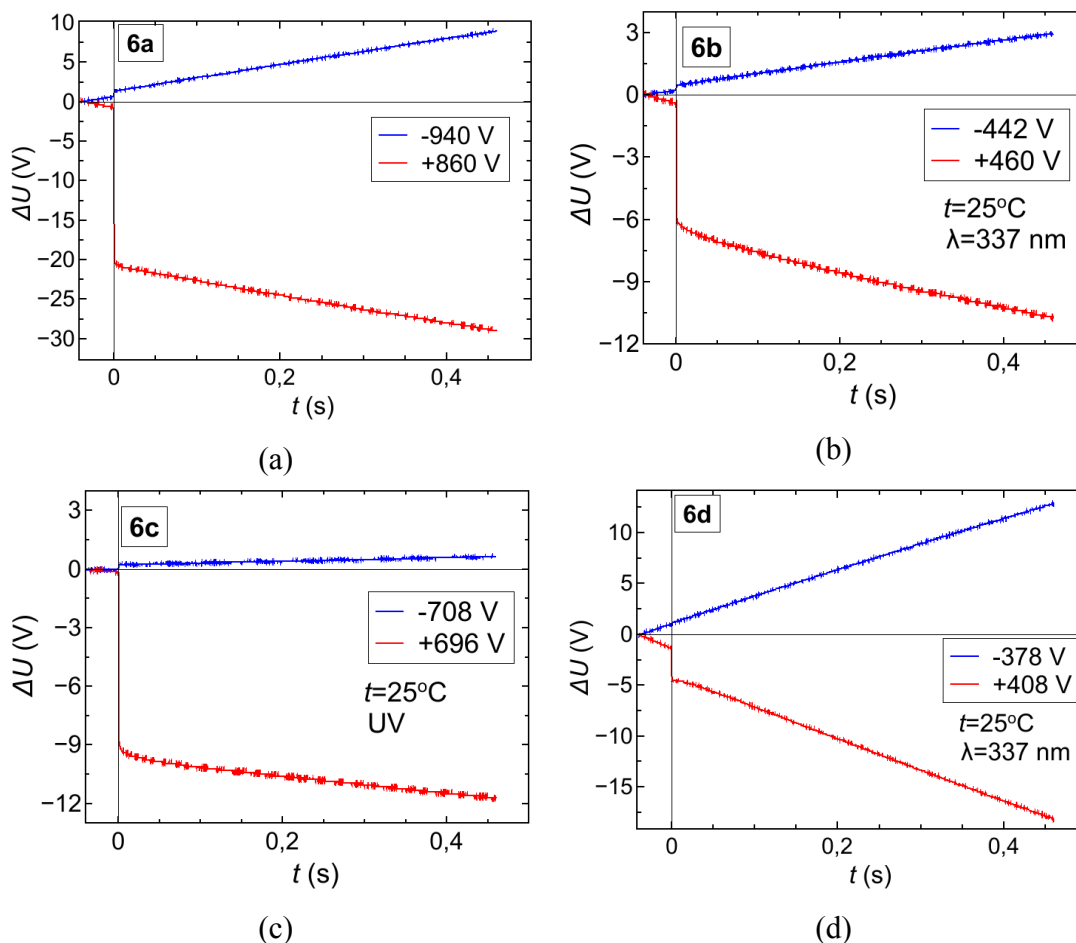 6a
10
5
0
−5
−10
−15
−20
−25
−30
ΔU (V)
-940 V
+860 V
0
0,2
0,4
t (s)
(a)
6b
3
0
−3
−6
−9
−12
ΔU (V)
-442 V
+460 V
t=25°C
λ=337 nm
0
0,2
0,4
t (s)
(b)
6c
3
0
−3
−6
−9
−12
ΔU (V)
-708 V
+696 V
t=25°C
UV
0
0,2
0,4
t (s)
(c)
6d
10
5
0
−5
−10
−15
ΔU (V)
-378 V
+408 V
t=25°C
λ=337 nm
0
0,2
0,4
t (s)
(d)